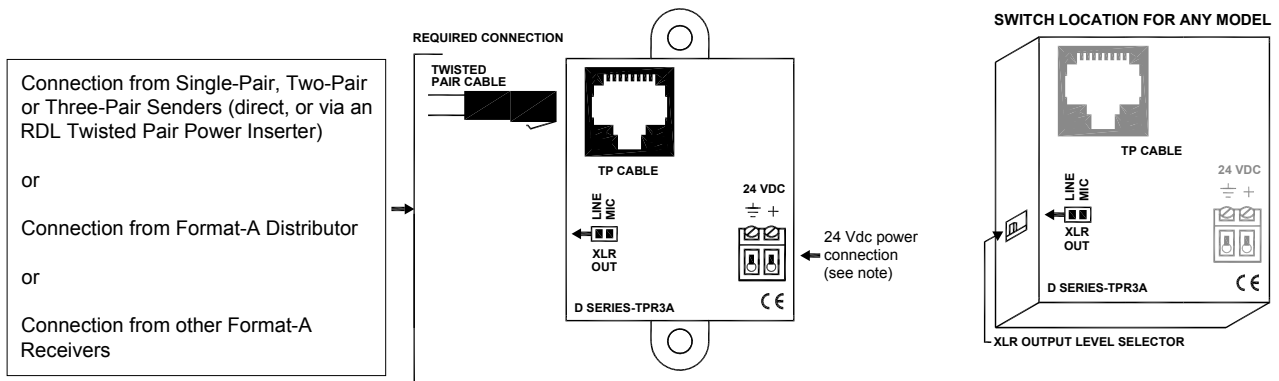 Connection from Single-Pair, Two-Pair
or Three-Pair Senders (direct, or via an
RDL Twisted Pair Power Inserter)
or
Connection from Format-A Distributor
or
Connection from other Format-A
Receivers
REQUIRED CONNECTION
TWISTED
PAIR CABLE
TP CABLE
LINE
MIC
XLR
OUT
24 VDC
+
D SERIES-TPR3A
CE
24 Vdc power
connection
(see note)
SWITCH LOCATION FOR ANY MODEL
TP CABLE
LINE
MIC
XLR
OUT
24 VDC
+
D SERIES-TPR3A
CE
XLR OUTPUT LEVEL SELECTOR